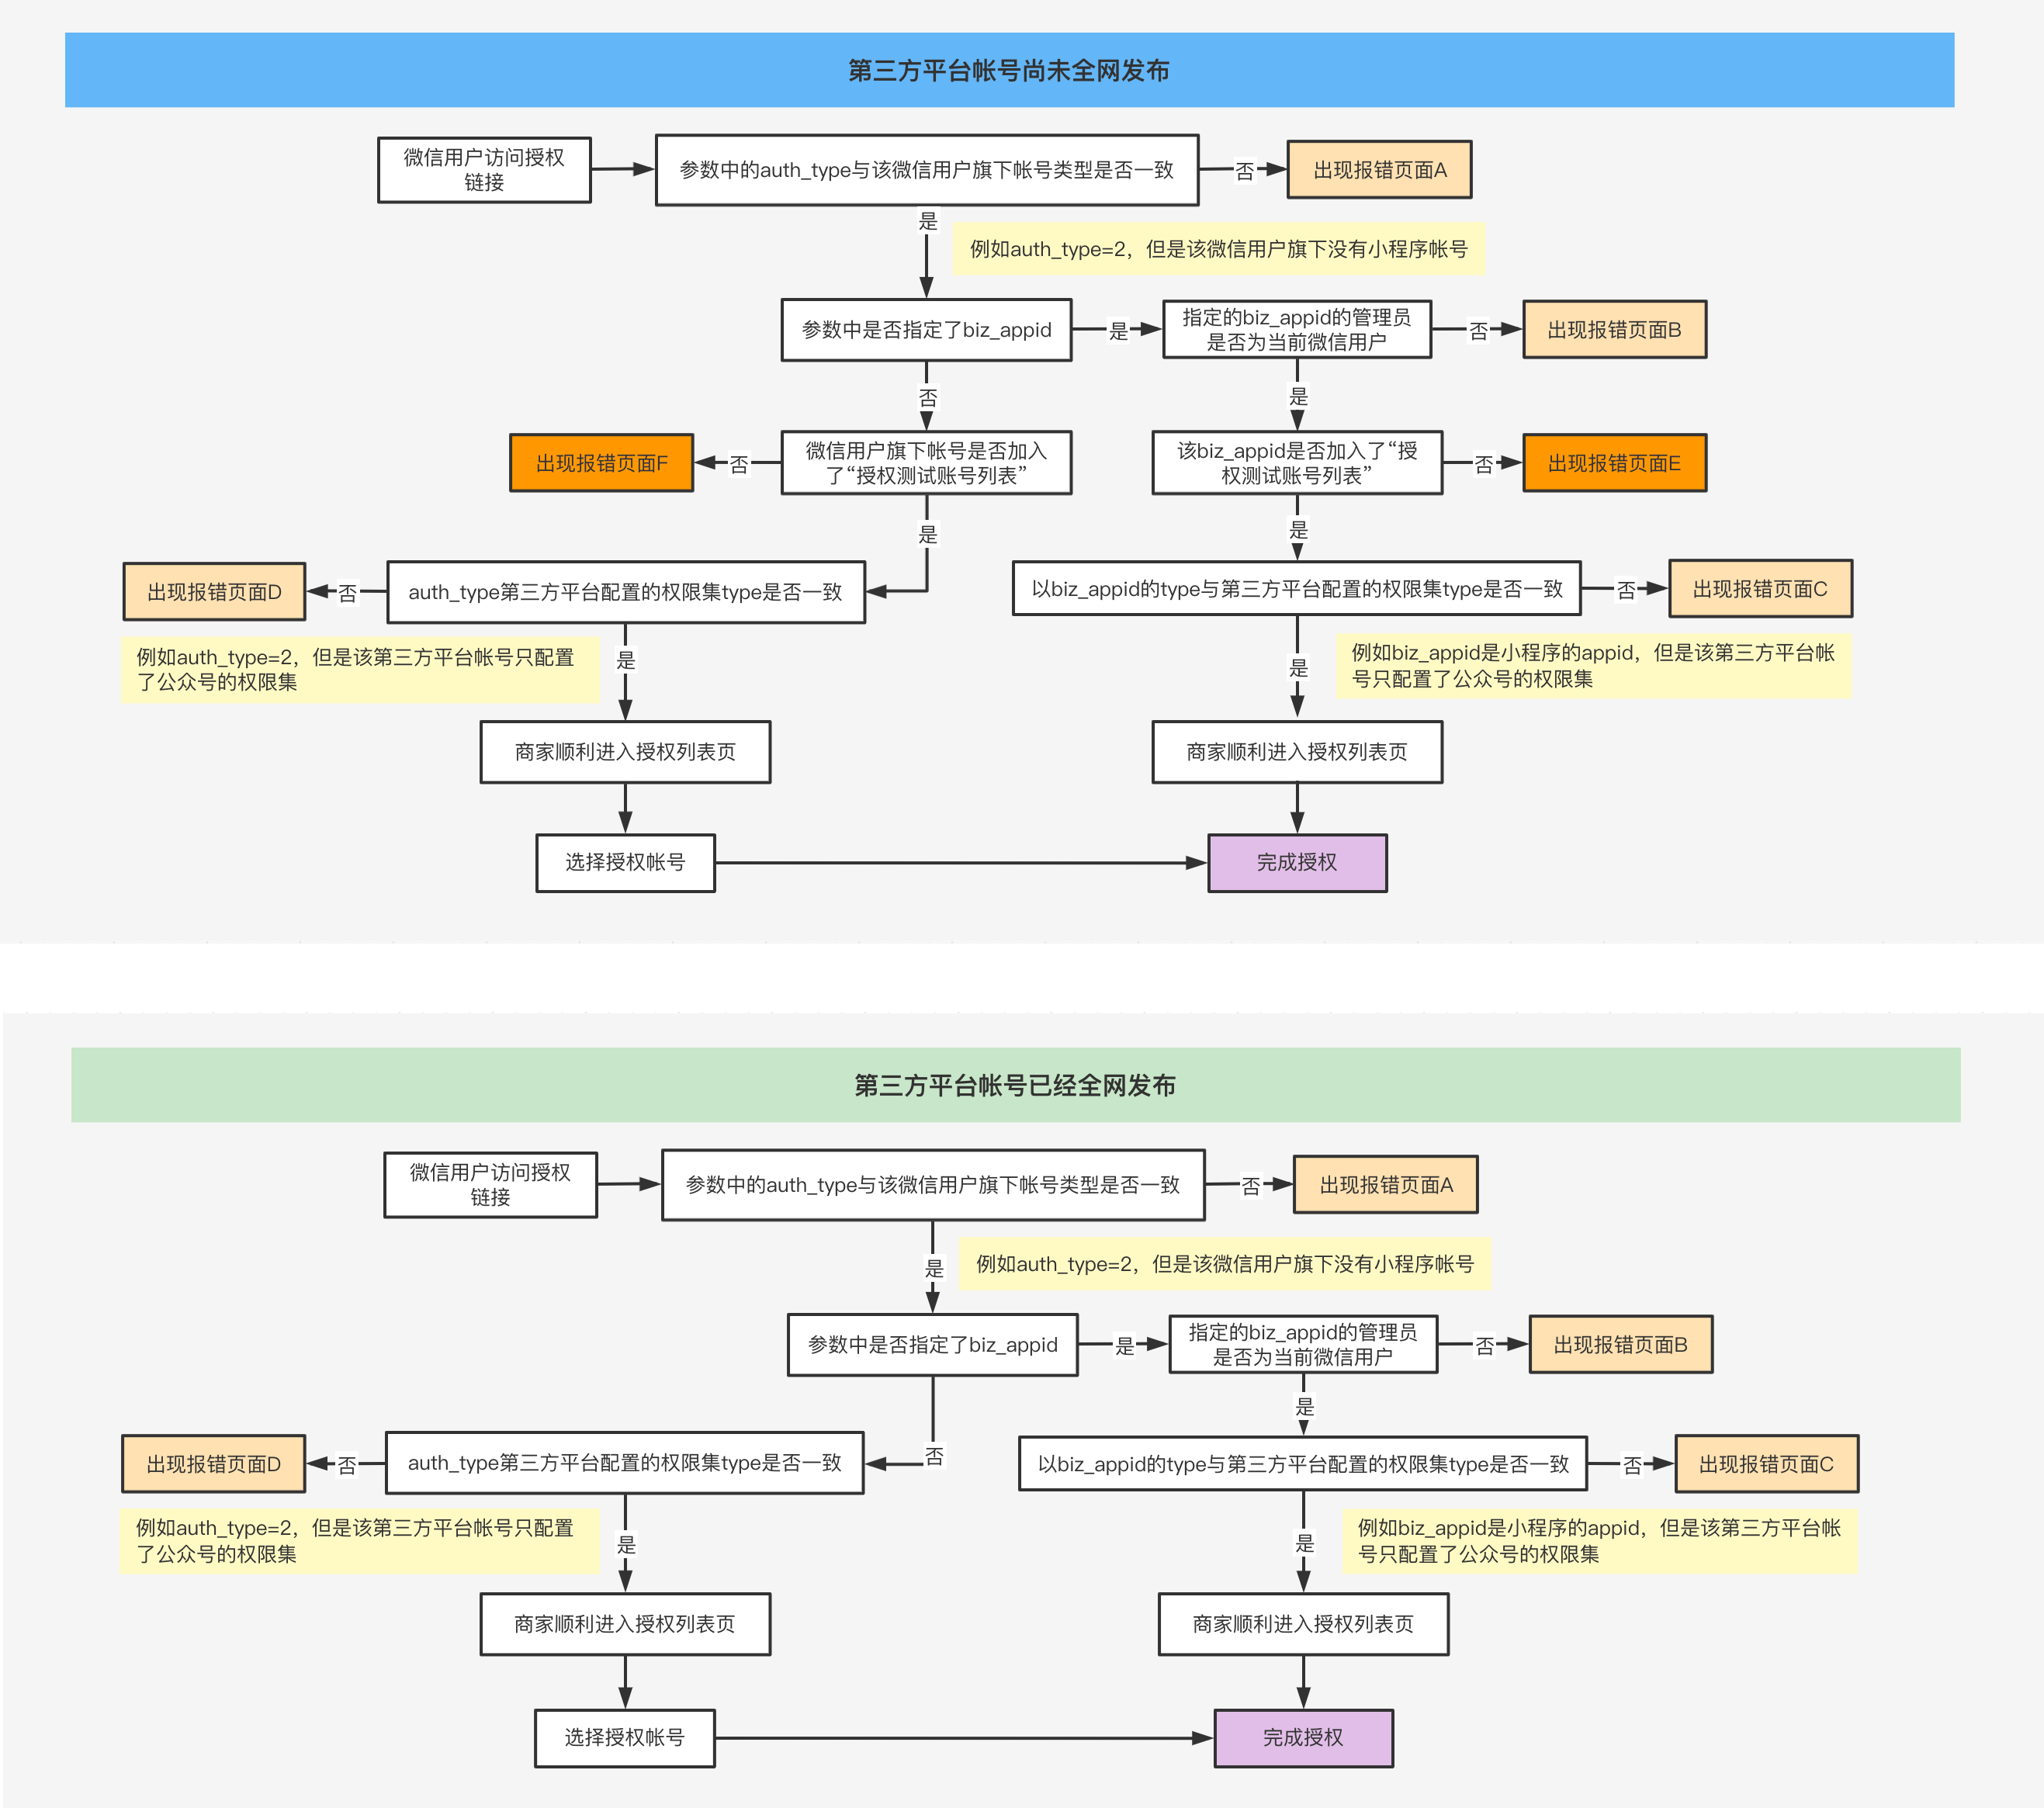 第三方平台帐号尚未全网发布
微信用户访问授权
链接
参数中的auth_type与该微信用户旗下帐号类型是否一致
否
出现报错页面A
是
例如auth_type=2，但是该微信用户旗下没有小程序帐号
参数中是否指定了biz_appid
是
指定的biz_appid的管理员
是否为当前微信用户
否
出现报错页面B
否
是
出现报错页面F
否
微信用户旗下帐号是否加入
了“授权测试账号列表”
该biz_appid是否加入了“授
权测试账号列表”
否
出现报错页面E
是
是
出现报错页面D
否
auth_type第三方平台配置的权限集type是否一致
以biz_appid的type与第三方平台配置的权限集type是否一致
否
出现报错页面C
例如auth_type=2，但是该第三方平台帐号只配置
了公众号的权限集
是
是
例如biz_appid是小程序的appid，但是该第三方平台帐
号只配置了公众号的权限集
商家顺利进入授权列表页
商家顺利进入授权列表页
选择授权帐号
完成授权
第三方平台帐号已经全网发布
微信用户访问授权
链接
参数中的auth_type与该微信用户旗下帐号类型是否一致
否
出现报错页面A
是
例如auth_type=2，但是该微信用户旗下没有小程序帐号
参数中是否指定了biz_appid
是
指定的biz_appid的管理员
是否为当前微信用户
否
出现报错页面B
是
出现报错页面D
否
auth_type第三方平台配置的权限集type是否一致
否
以biz_appid的type与第三方平台配置的权限集type是否一致
否
出现报错页面C
例如auth_type=2，但是该第三方平台帐号只配置
了公众号的权限集
是
是
例如biz_appid是小程序的appid，但是该第三方平台帐
号只配置了公众号的权限集
商家顺利进入授权列表页
商家顺利进入授权列表页
选择授权帐号
完成授权